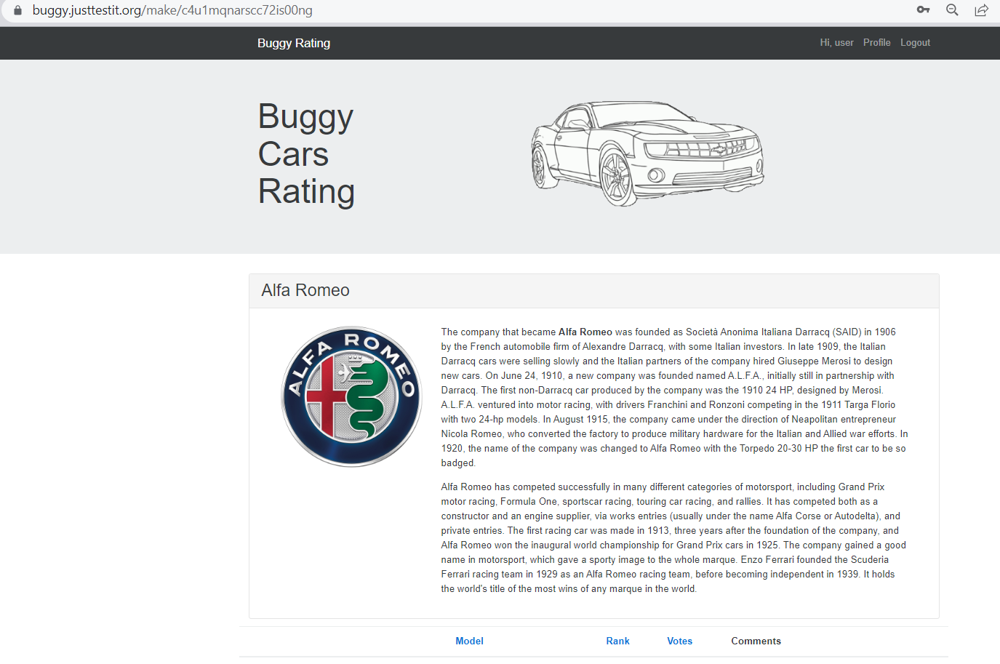 buggy.justtestit.org/make/c4u1mqnarscc72is00ng
Buggy Rating
Hi, user Profile Logout
Buggy
Cars
Rating
Alfa Romeo
ALFA ROMEO
The company that became Alfa Romeo was founded as Società Anonima Italiana Darracq (SAID) in 1906
by the French automobile firm of Alexandre Darracq, with some Italian investors. In late 1909, the Italian
Darracq cars were selling slowly and the Italian partners of the company hired Giuseppe Merosi to design
new cars. On June 24, 1910, a new company was founded named A.L.F.A., initially still in partnership with
Darracq. The first non-Darracq car produced by the company was the 1910 24 HP, designed by Merosi.
A.L.F.A. ventured into motor racing, with drivers Franchini and Ronzoni competing in the 1911 Targa Florio
with two 24-hp models. In August 1915, the company came under the direction of Neapolitan entrepreneur
Nicola Romeo, who converted the factory to produce military hardware for the Italian and Allied war efforts. In
1920, the name of the company was changed to Alfa Romeo with the Torpedo 20-30 HP the first car to be so
badged.
Alfa Romeo has competed successfully in many different categories of motorsport, including Grand Prix
motor racing, Formula One, sportscar racing, touring car racing, and rallies. It has competed both as a
constructor and an engine supplier, via works entries (usually under the name Alfa Corse or Autodelta), and
private entries. The first racing car was made in 1913, three years after the foundation of the company, and
Alfa Romeo won the inaugural world championship for Grand Prix cars in 1925. The company gained a good
name in motorsport, which gave a sporty image to the whole marque. Enzo Ferrari founded the Scuderia
Ferrari racing team in 1929 as an Alfa Romeo racing team, before becoming independent in 1939. It holds
the world's title of the most wins of any marque in the world.
Model Rank Votes Comments